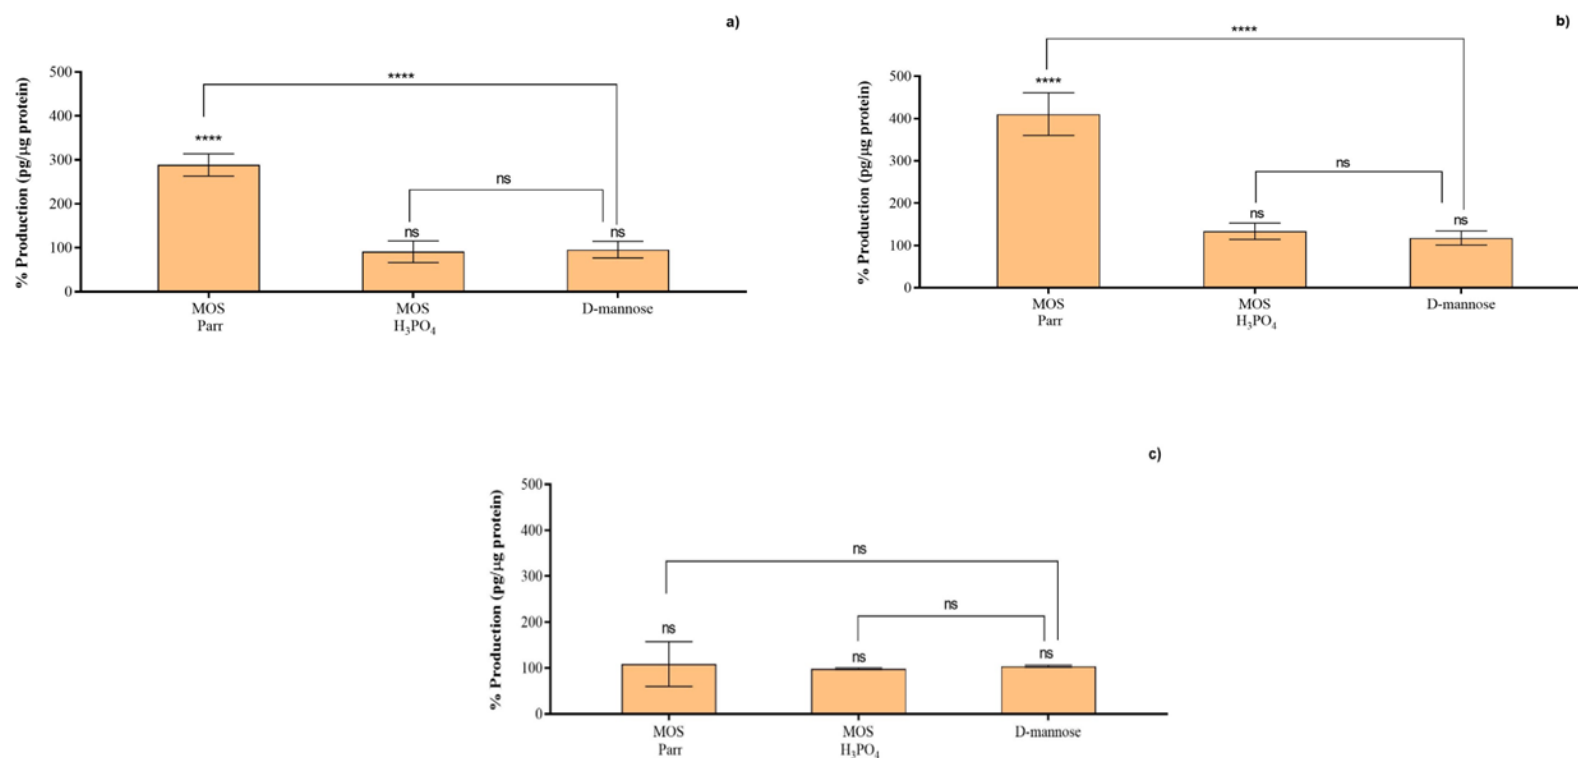 a)
% Production (pg/µg protein)
500
400
300
200
100
0
****
****
ns
ns
ns
MOS
Parr
MOS
H₃PO₄
D-mannose
b)
% Production (pg/µg protein)
500
400
300
200
100
0
****
****
ns
ns
ns
MOS
Parr
MOS
H₃PO₄
D-mannose
c)
% Production (pg/µg protein)
500
400
300
200
100
0
ns
ns
ns
ns
ns
MOS
Parr
MOS
H₃PO₄
D-mannose